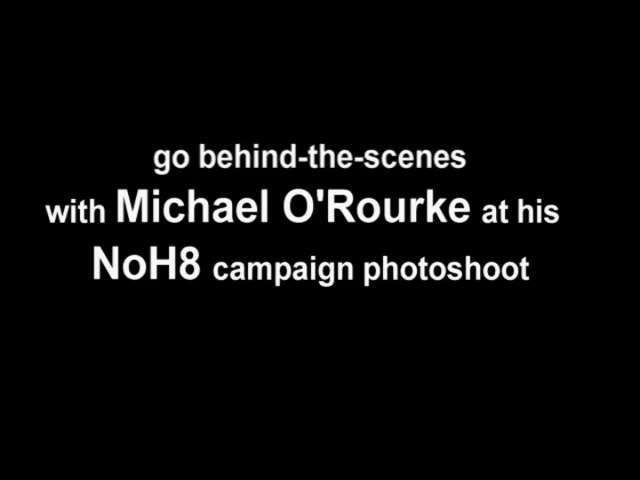 go behind-the-scenes
with Michael O'Rourke at his
NoH8 campaign photoshoot